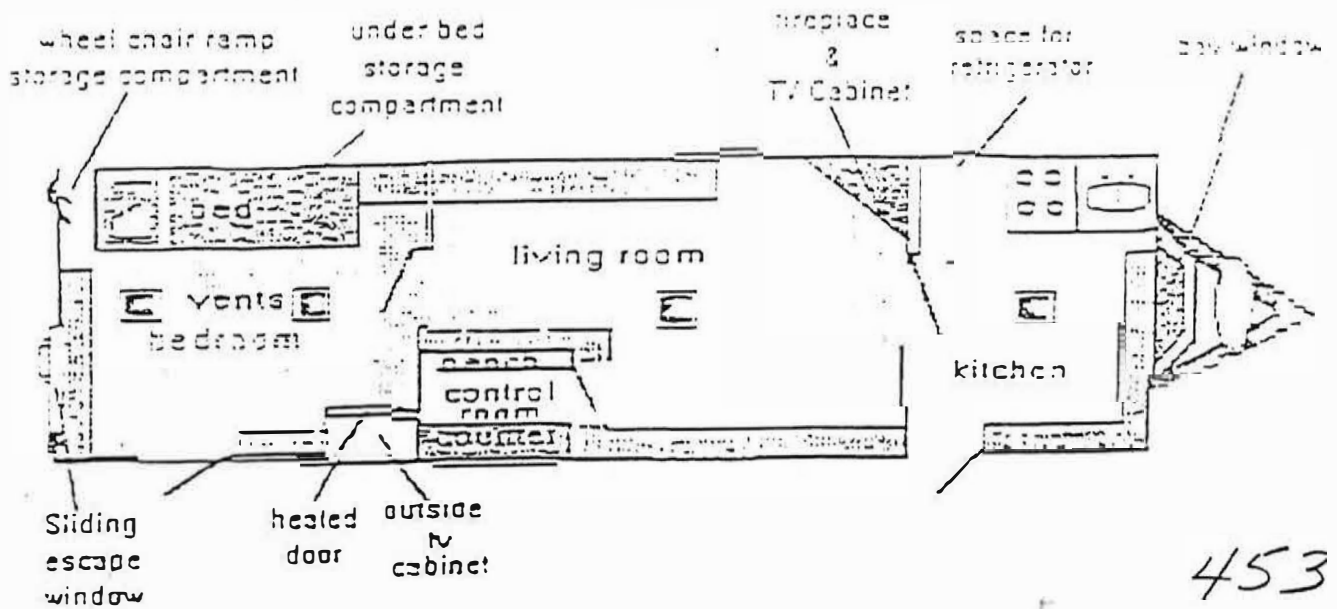 wheel chair ramp
storage compartment
under bed
storage
compartment
fireplace
&
TV Cabinet
space for
refrigerator
bay window
bed
living room
vents
bedroom
kitchen
bench
control
room
counter
Sliding
escape
window
heated
door
outside
tv
cabinet
453